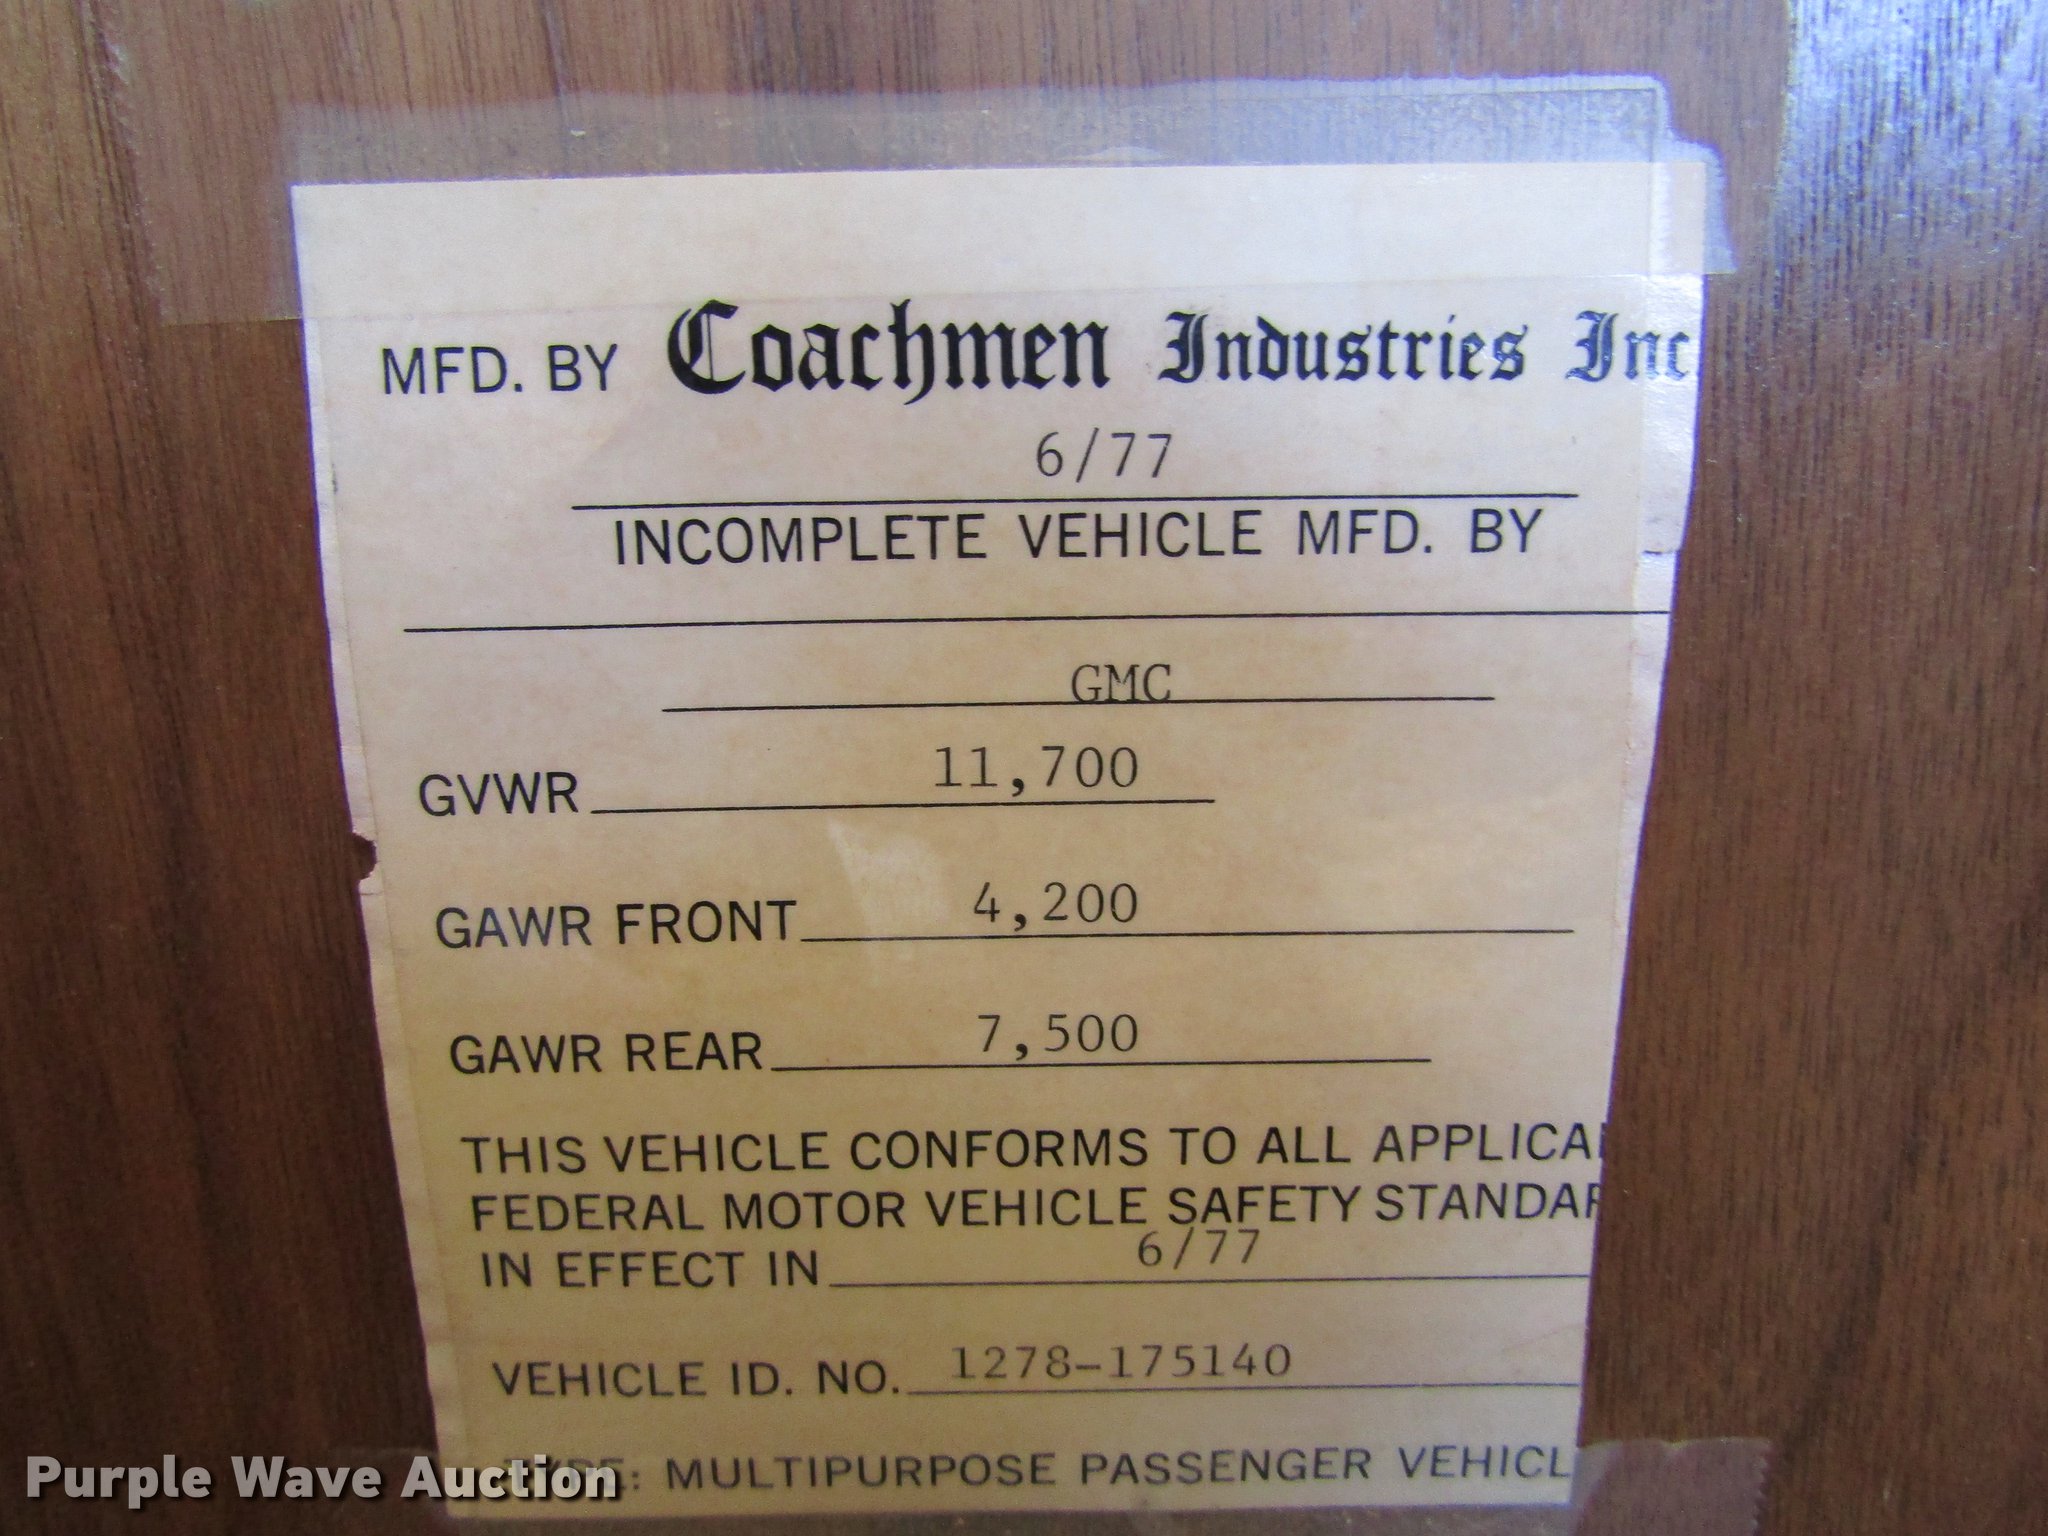 MFD. BY Coachmen Industries Inc
6/77
INCOMPLETE VEHICLE MFD. BY
GMC
GVWR 11,700
GAWR FRONT 4,200
GAWR REAR 7,500
THIS VEHICLE CONFORMS TO ALL APPLICA
FEDERAL MOTOR VEHICLE SAFETY STANDAR
IN EFFECT IN 6/77
VEHICLE ID. NO. 1278-175140
TYPE: MULTIPURPOSE PASSENGER VEHICL
Purple Wave Auction